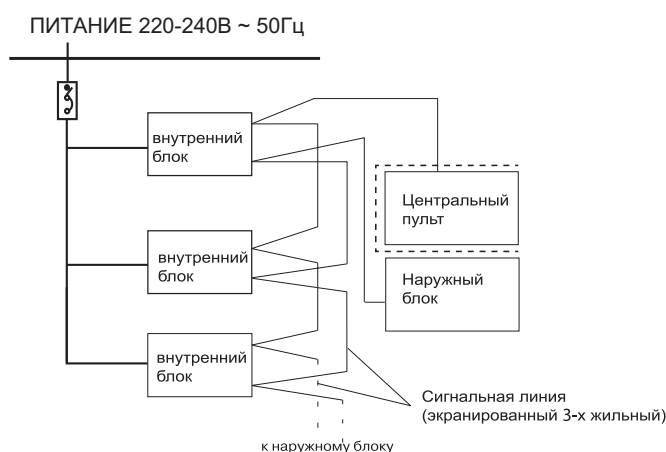 ПИТАНИЕ 220-240В ~ 50Гц
внутренний
блок
Центральный
пульт
внутренний
блок
Наружный
блок
внутренний
блок
Сигнальная линия
(экранированный 3-х жильный)
к наружному блоку